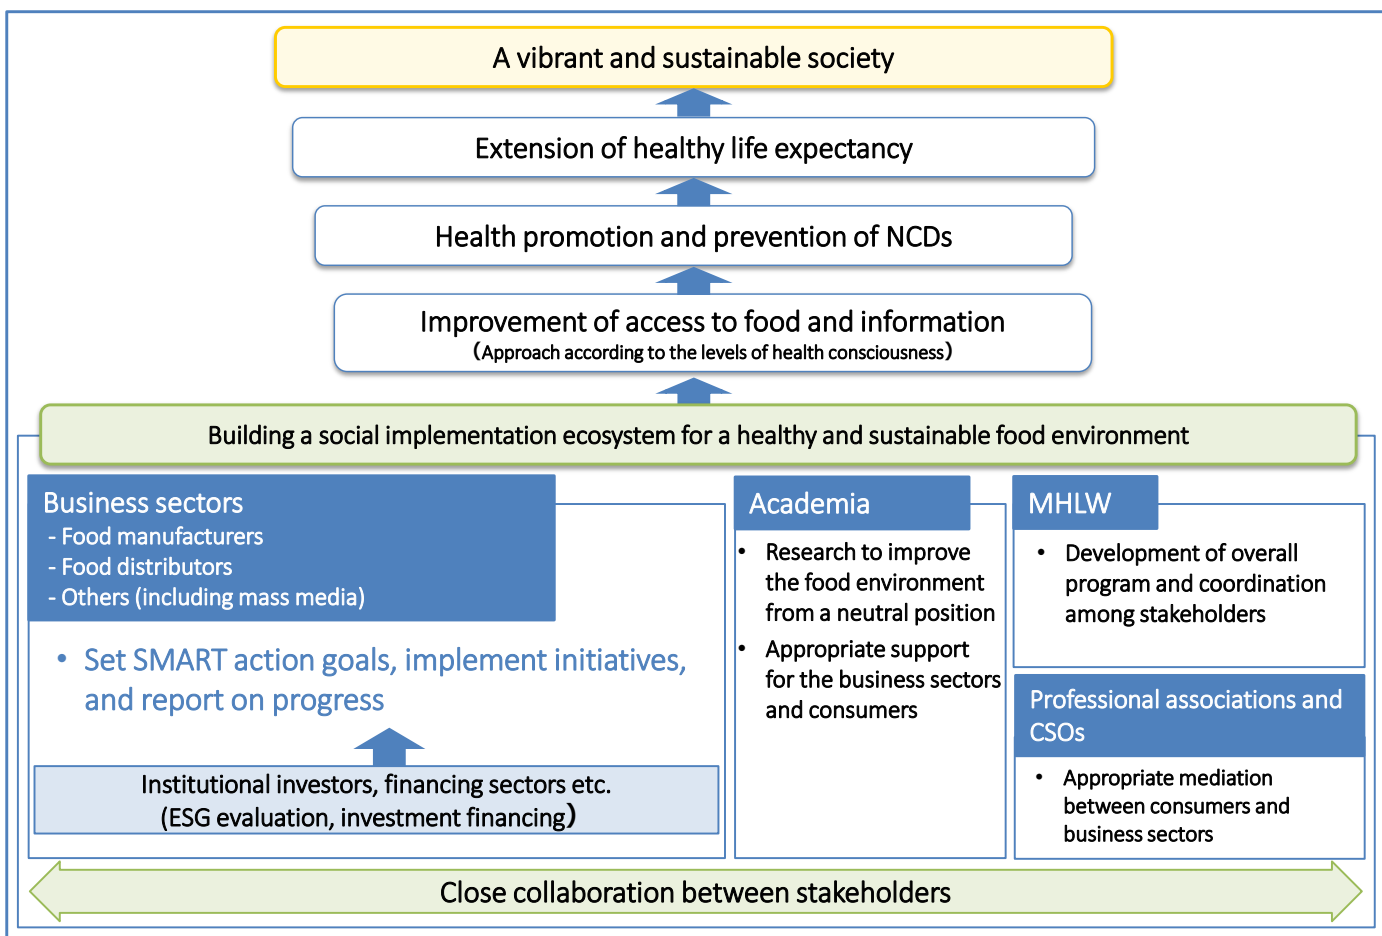 A vibrant and sustainable society
Extension of healthy life expectancy
Health promotion and prevention of NCDs
Improvement of access to food and information
(Approach according to the levels of health consciousness)
Building a social implementation ecosystem for a healthy and sustainable food environment
Business sectors
- Food manufacturers
- Food distributors
- Others (including mass media)
• Set SMART action goals, implement initiatives,
and report on progress
Institutional investors, financing sectors etc.
(ESG evaluation, investment financing)
Academia
• Research to improve
the food environment
from a neutral position
• Appropriate support
for the business sectors
and consumers
MHLW
• Development of overall
program and coordination
among stakeholders
Professional associations and
CSOs
• Appropriate mediation
between consumers and
business sectors
Close collaboration between stakeholders